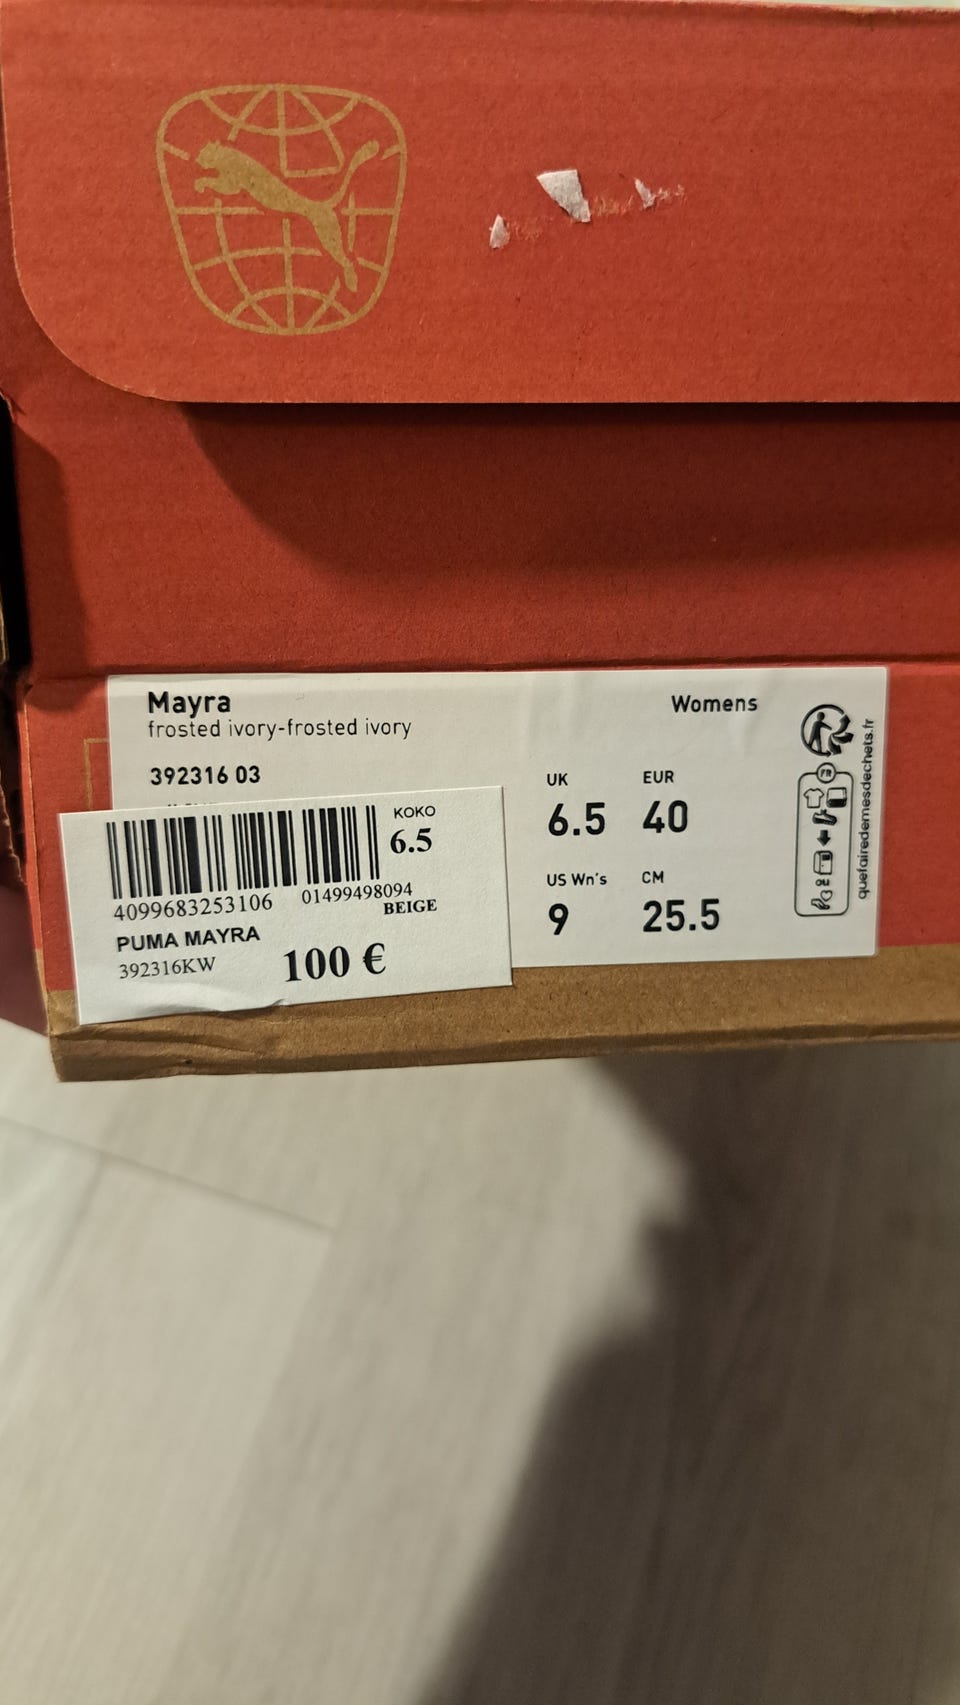 Mayra
frosted ivory-frosted ivory
392316 03
Womens
UK
6.5
EUR
40
US Wn's
9
CM
25.5
FR
quefairedemesdechets.fr
KOKO
6.5
4099683253106
01499498094
BEIGE
PUMA MAYRA
392316KW
100 €